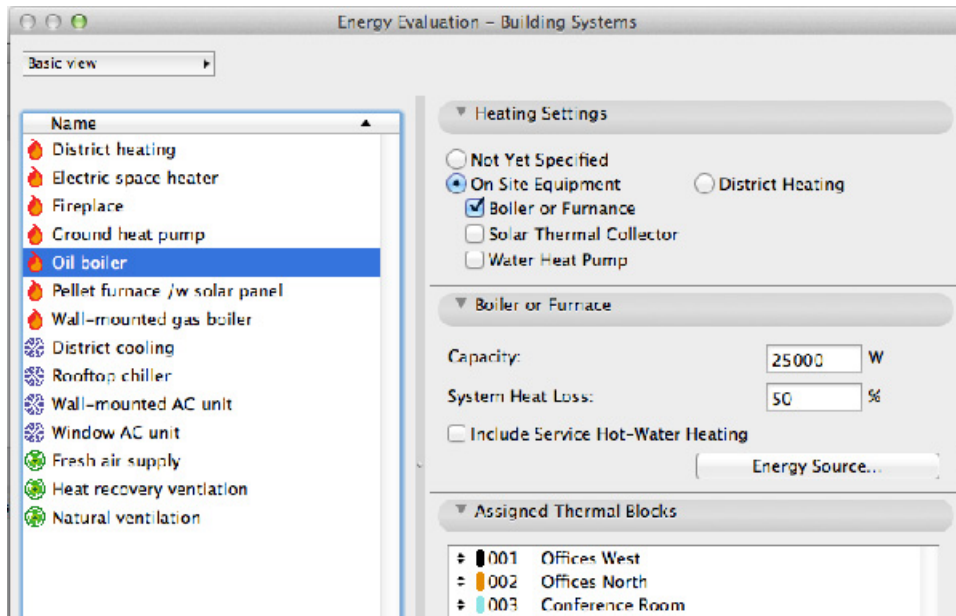 Energy Evaluation – Building Systems
Basic view
Name
District heating
Electric space heater
Fireplace
Ground heat pump
Oil boiler
Pellet furnace /w solar panel
Wall-mounted gas boiler
District cooling
Rooftop chiller
Wall-mounted AC unit
Window AC unit
Fresh air supply
Heat recovery ventilation
Natural ventilation
Heating Settings
Not Yet Specified
On Site Equipment District Heating
Boiler or Furnance
Solar Thermal Collector
Water Heat Pump
Boiler or Furnace
Capacity: 25000 W
System Heat Loss: 50 %
Include Service Hot-Water Heating
Energy Source...
Assigned Thermal Blocks
001 Offices West
002 Offices North
003 Conference Room